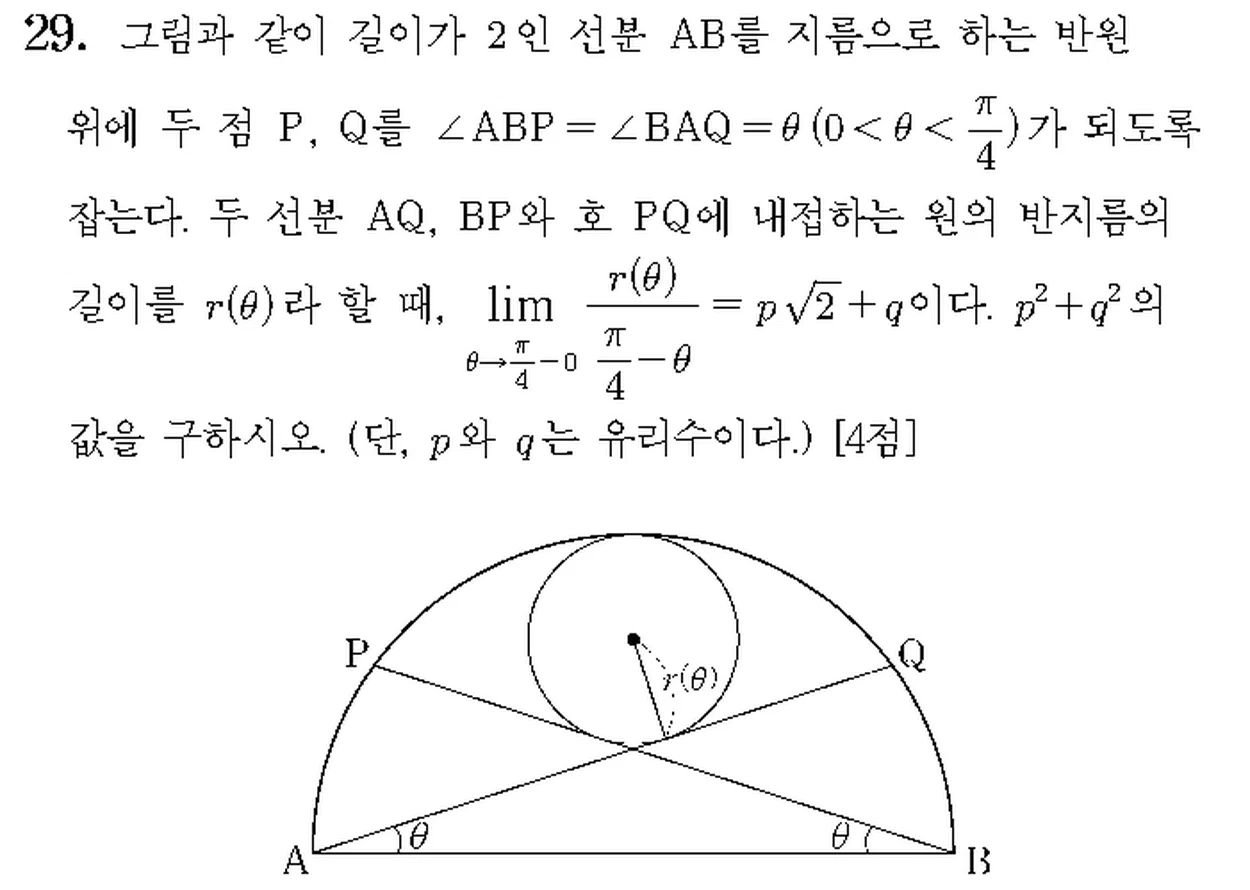 29. 그림과 같이 길이가 2인 선분 AB를 지름으로 하는 반원
위에 두 점 P, Q를 ∠ABP=∠BAQ=θ(0<θ<π/4)가 되도록
잡는다. 두 선분 AQ, BP와 호 PQ에 내접하는 원의 반지름의
길이를 r(θ)라 할 때, lim_{θ→π/4-0} r(θ)/(π/4-θ) = p√2+q이다. p²+q²의
값을 구하시오. (단, p와 q는 유리수이다.) [4점]
P
Q
r(θ)
A
θ
θ
B